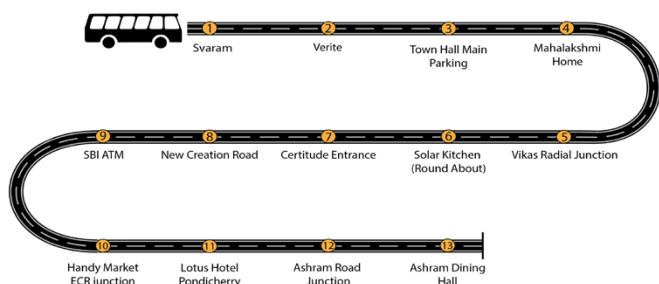 1
2
3
4
Svaram
Verite
Town Hall Main
Parking
Mahalakshmi
Home
9
8
7
6
5
SBI ATM
New Creation Road
Certitude Entrance
Solar Kitchen
(Round About)
Vikas Radial Junction
10
11
12
13
Handy Market
ECR junction
Lotus Hotel
Pondicherry
Ashram Road
Junction
Ashram Dining
Hall